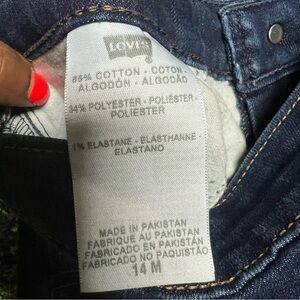 LEVI'S
65% COTTON - COTON -
ALGODÓN - ALGODÃO
34% POLYESTER - POLIÉSTER -
POLIESTER
1% ELASTANE - ELASTHANNE -
ELASTANO
MADE IN PAKISTAN
FABRIQUE AU PAKISTAN
FABRICADO EN PAKISTAN
FABRICADO NO PAQUISTÃO
14 M